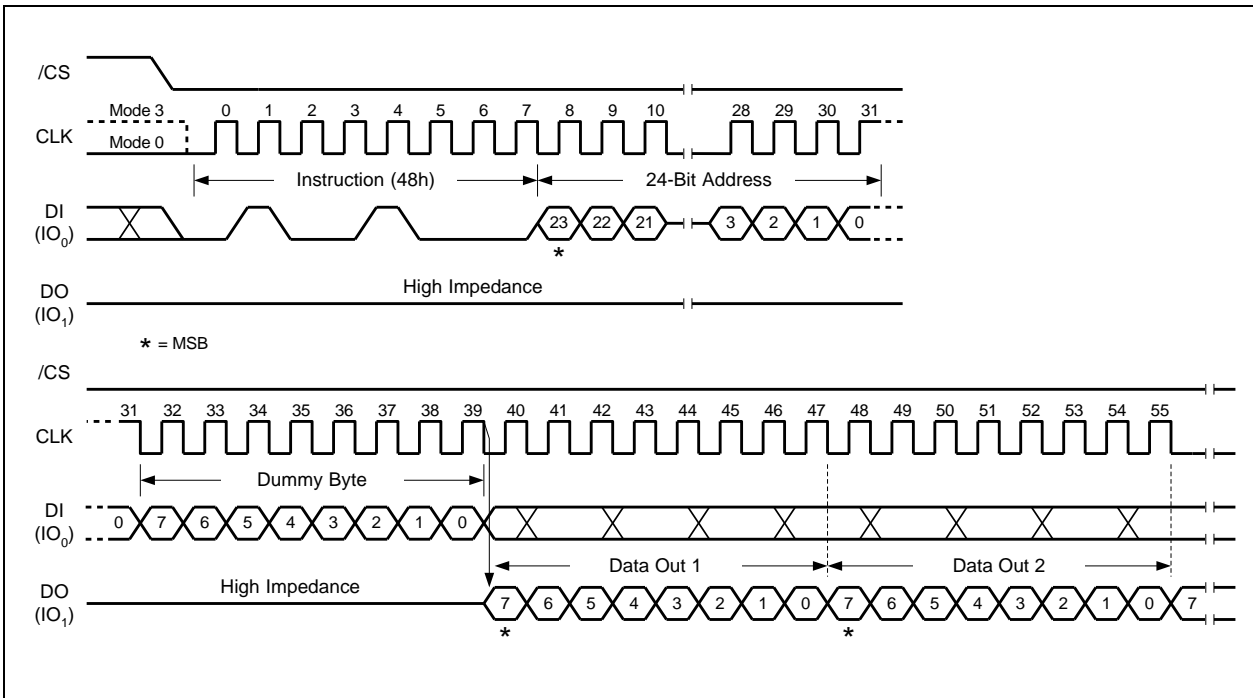 /CS
Mode 3 0 1 2 3 4 5 6 7 8 9 10 28 29 30 31
CLK
Mode 0
Instruction (48h) 24-Bit Address
DI
(IO0) 23 22 21 3 2 1 0
*
High Impedance
DO
(IO1)
* = MSB
/CS
31 32 33 34 35 36 37 38 39 40 41 42 43 44 45 46 47 48 49 50 51 52 53 54 55
CLK
Dummy Byte
DI
(IO0) 0 7 6 5 4 3 2 1 0
Data Out 1 Data Out 2
High Impedance
DO
(IO1) 7 6 5 4 3 2 1 0 7 6 5 4 3 2 1 0 7
* *